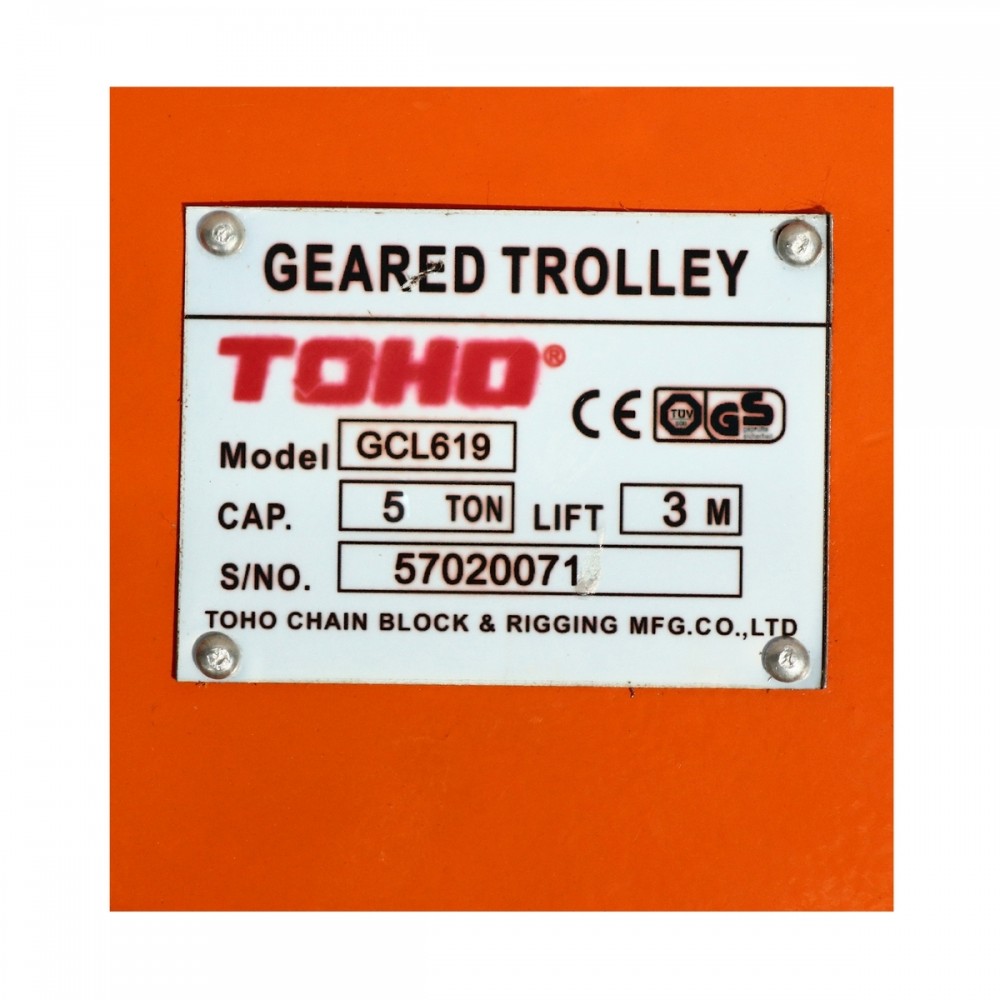 GEARED TROLLEY
TOHO®
CE TÜV GS
Model GCL619
CAP. 5 TON LIFT 3 M
S/NO. 57020071
TOHO CHAIN BLOCK & RIGGING MFG.CO.,LTD